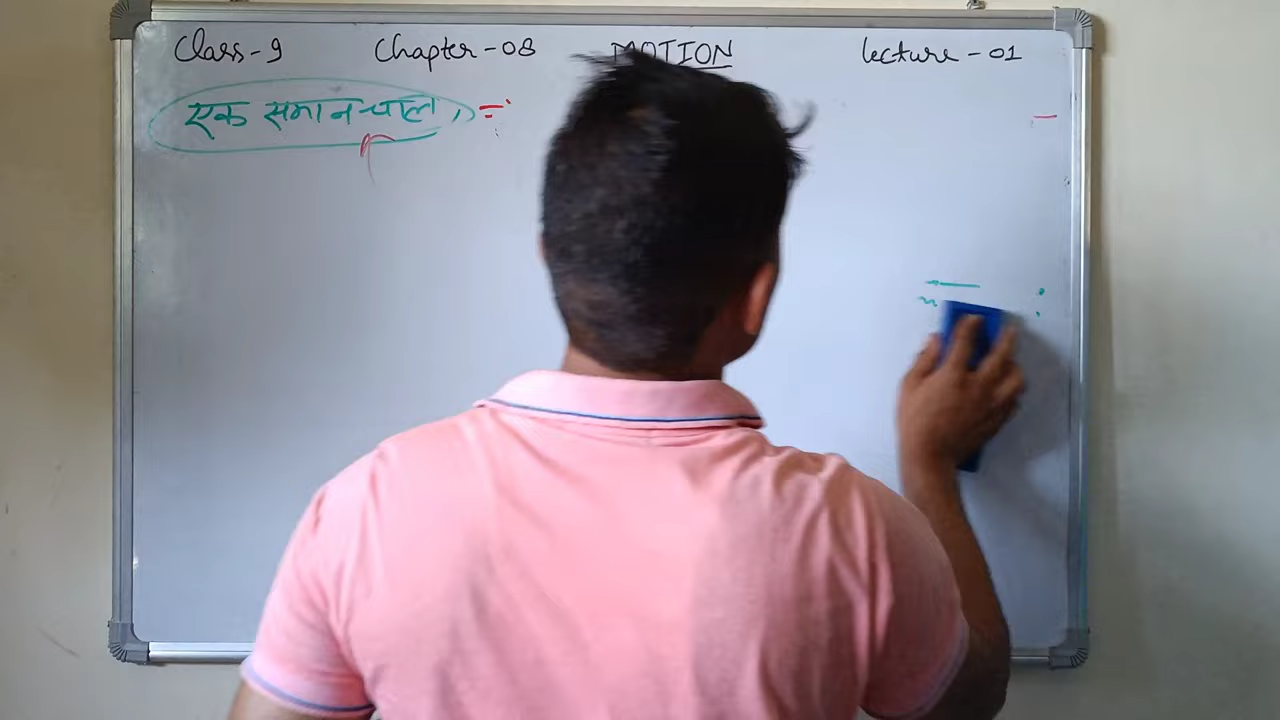 Class-9 Chapter-08 MOTION Lecture-01
एक समान चाल